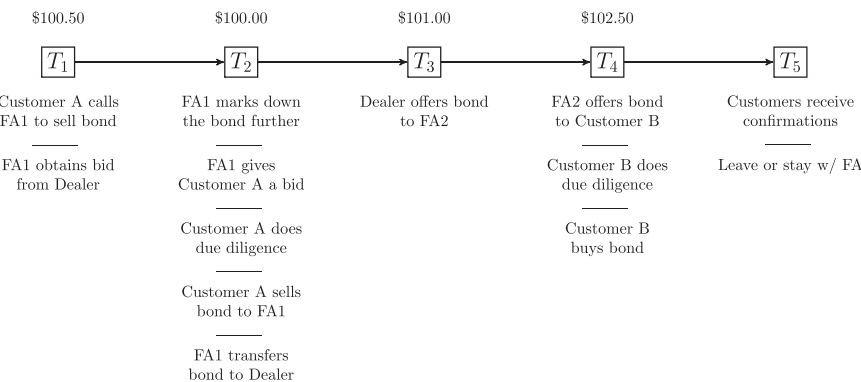 $100.50
$100.00
$101.00
$102.50
T1
T2
T3
T4
T5
Customer A calls
FA1 to sell bond
FA1 obtains bid
from Dealer
FA1 marks down
the bond further
FA1 gives
Customer A a bid
Customer A does
due diligence
Customer A sells
bond to FA1
FA1 transfers
bond to Dealer
Dealer offers bond
to FA2
FA2 offers bond
to Customer B
Customer B does
due diligence
Customer B
buys bond
Customers receive
confirmations
Leave or stay w/ FA